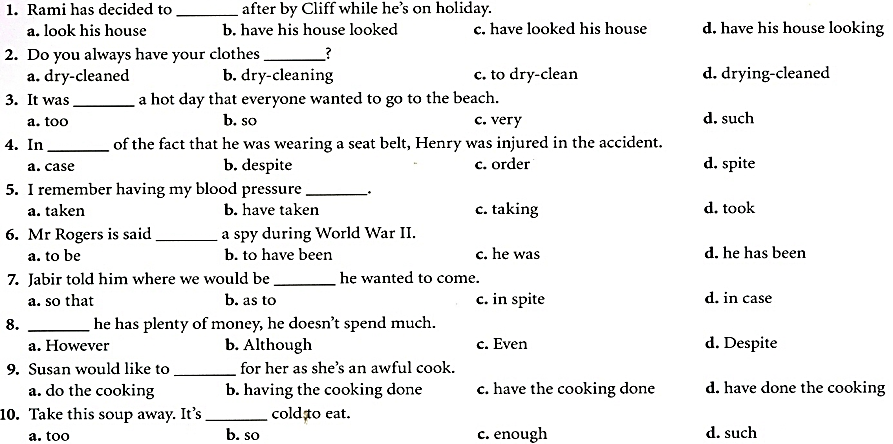 1. Rami has decided to ________ after by Cliff while he's on holiday.
a. look his house b. have his house looked c. have looked his house d. have his house looking
2. Do you always have your clothes ________?
a. dry-cleaned b. dry-cleaning c. to dry-clean d. drying-cleaned
3. It was ________ a hot day that everyone wanted to go to the beach.
a. too b. so c. very d. such
4. In ________ of the fact that he was wearing a seat belt, Henry was injured in the accident.
a. case b. despite c. order d. spite
5. I remember having my blood pressure ________.
a. taken b. have taken c. taking d. took
6. Mr Rogers is said ________ a spy during World War II.
a. to be b. to have been c. he was d. he has been
7. Jabir told him where we would be ________ he wanted to come.
a. so that b. as to c. in spite d. in case
8. ________ he has plenty of money, he doesn't spend much.
a. However b. Although c. Even d. Despite
9. Susan would like to ________ for her as she's an awful cook.
a. do the cooking b. having the cooking done c. have the cooking done d. have done the cooking
10. Take this soup away. It's ________ cold to eat.
a. too b. so c. enough d. such